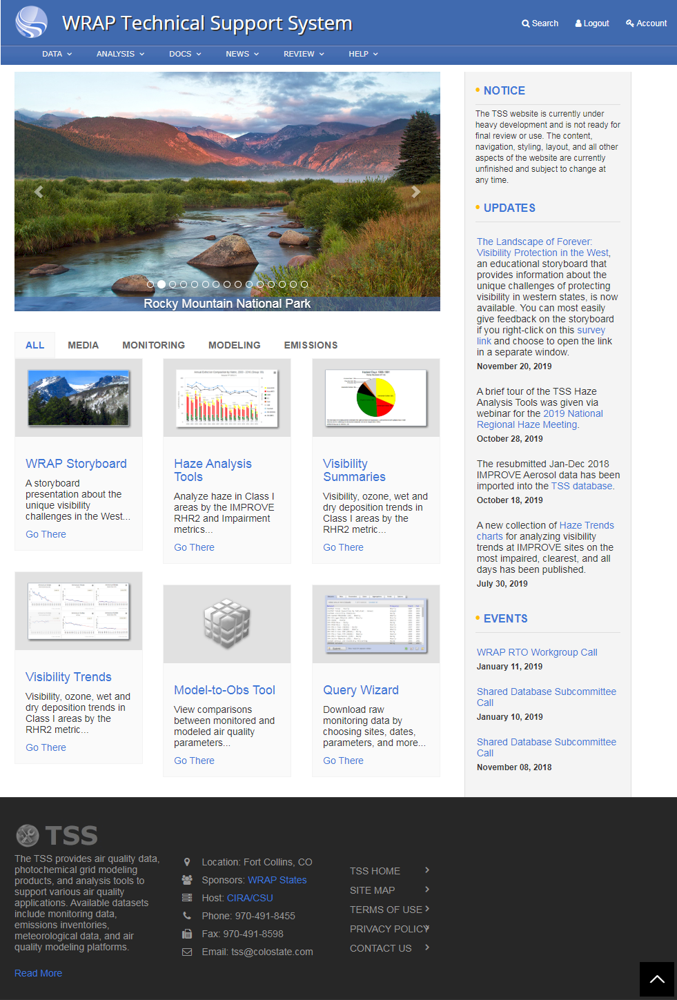 WRAP Technical Support System
Search Logout Account
DATA ANALYSIS DOCS NEWS REVIEW HELP
Rocky Mountain National Park
ALL MEDIA MONITORING MODELING EMISSIONS
WRAP Storyboard
A storyboard
presentation about the
unique visibility
challenges in the West...
Go There
Haze Analysis
Tools
Analyze haze in Class I
areas by the IMPROVE
RHR2 and Impairment
metrics...
Go There
Visibility
Summaries
Visibility, ozone, wet and
dry deposition trends in
Class I areas by the
RHR2 metric...
Go There
Visibility Trends
Visibility, ozone, wet and
dry deposition trends in
Class I areas by the
RHR2 metric...
Go There
Model-to-Obs Tool
View comparisons
between monitored and
modeled air quality
parameters...
Go There
Query Wizard
Download raw
monitoring data by
choosing sites, dates,
parameters, and more...
Go There
NOTICE
The TSS website is currently under
heavy development and is not ready for
final review or use. The content,
navigation, styling, layout, and all other
aspects of the website are currently
unfinished and subject to change at
any time.
UPDATES
The Landscape of Forever:
Visibility Protection in the West,
an educational storyboard that
provides information about the
unique challenges of protecting
visibility in western states, is now
available. You can most easily
give feedback on the storyboard
if you right-click on this survey
link and choose to open the link
in a separate window.
November 20, 2019
A brief tour of the TSS Haze
Analysis Tools was given via
webinar for the 2019 National
Regional Haze Meeting.
October 28, 2019
The resubmitted Jan-Dec 2018
IMPROVE Aerosol data has been
imported into the TSS database.
October 18, 2019
A new collection of Haze Trends
charts for analyzing visibility
trends at IMPROVE sites on the
most impaired, clearest, and all
days has been published.
July 30, 2019
EVENTS
WRAP RTO Workgroup Call
January 11, 2019
Shared Database Subcommittee
Call
January 10, 2019
Shared Database Subcommittee
Call
November 08, 2018
TSS
The TSS provides air quality data,
photochemical grid modeling
products, and analysis tools to
support various air quality
applications. Available datasets
include monitoring data,
emissions inventories,
meteorological data, and air
quality modeling platforms.
Read More
Location: Fort Collins, CO
Sponsors: WRAP States
Host: CIRA/CSU
Phone: 970-491-8455
Fax: 970-491-8598
Email: tss@colostate.com
TSS HOME
SITE MAP
TERMS OF USE
PRIVACY POLICY
CONTACT US